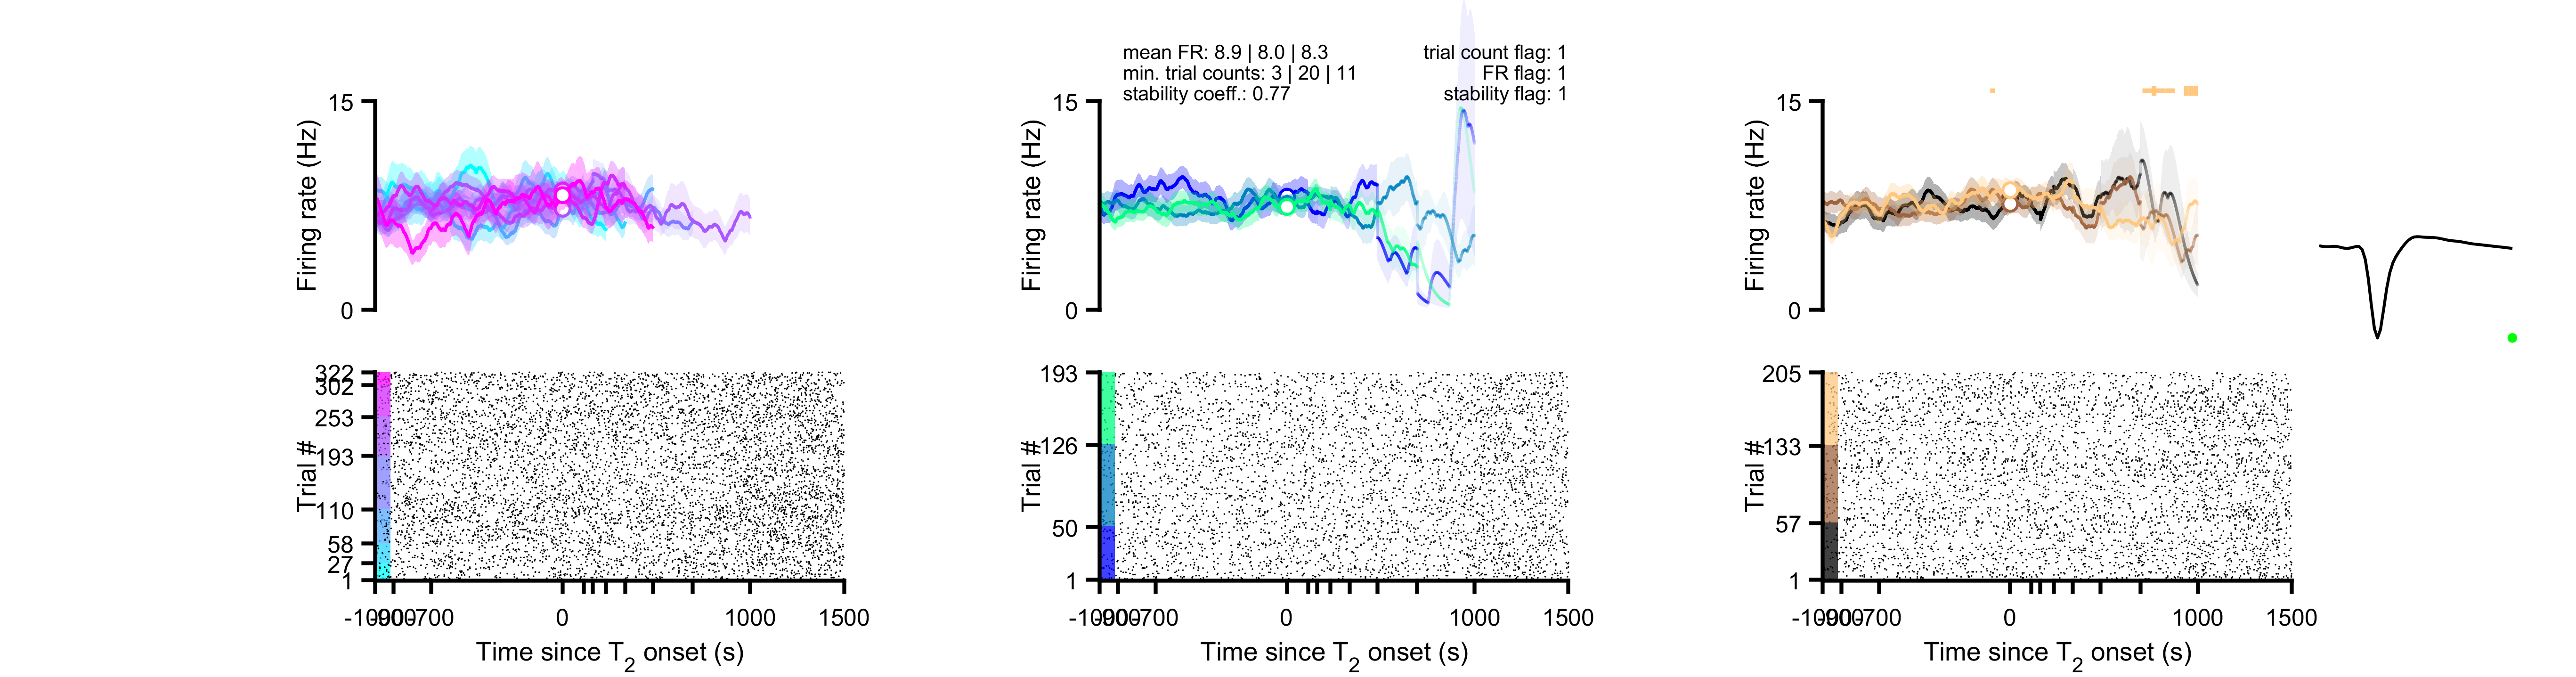 mean FR: 8.9 | 8.0 | 8.3
min. trial counts: 3 | 20 | 11
stability coeff.: 0.77
trial count flag: 1
FR flag: 1
stability flag: 1
15
Firing rate (Hz)
0
15
Firing rate (Hz)
0
15
Firing rate (Hz)
0
322
302
253
193
110
58
27
1
Trial #
0
1000
1500
Time since T2 onset (s)
193
126
50
1
Trial #
0
1000
1500
Time since T2 onset (s)
205
133
57
1
Trial #
0
1000
1500
Time since T2 onset (s)